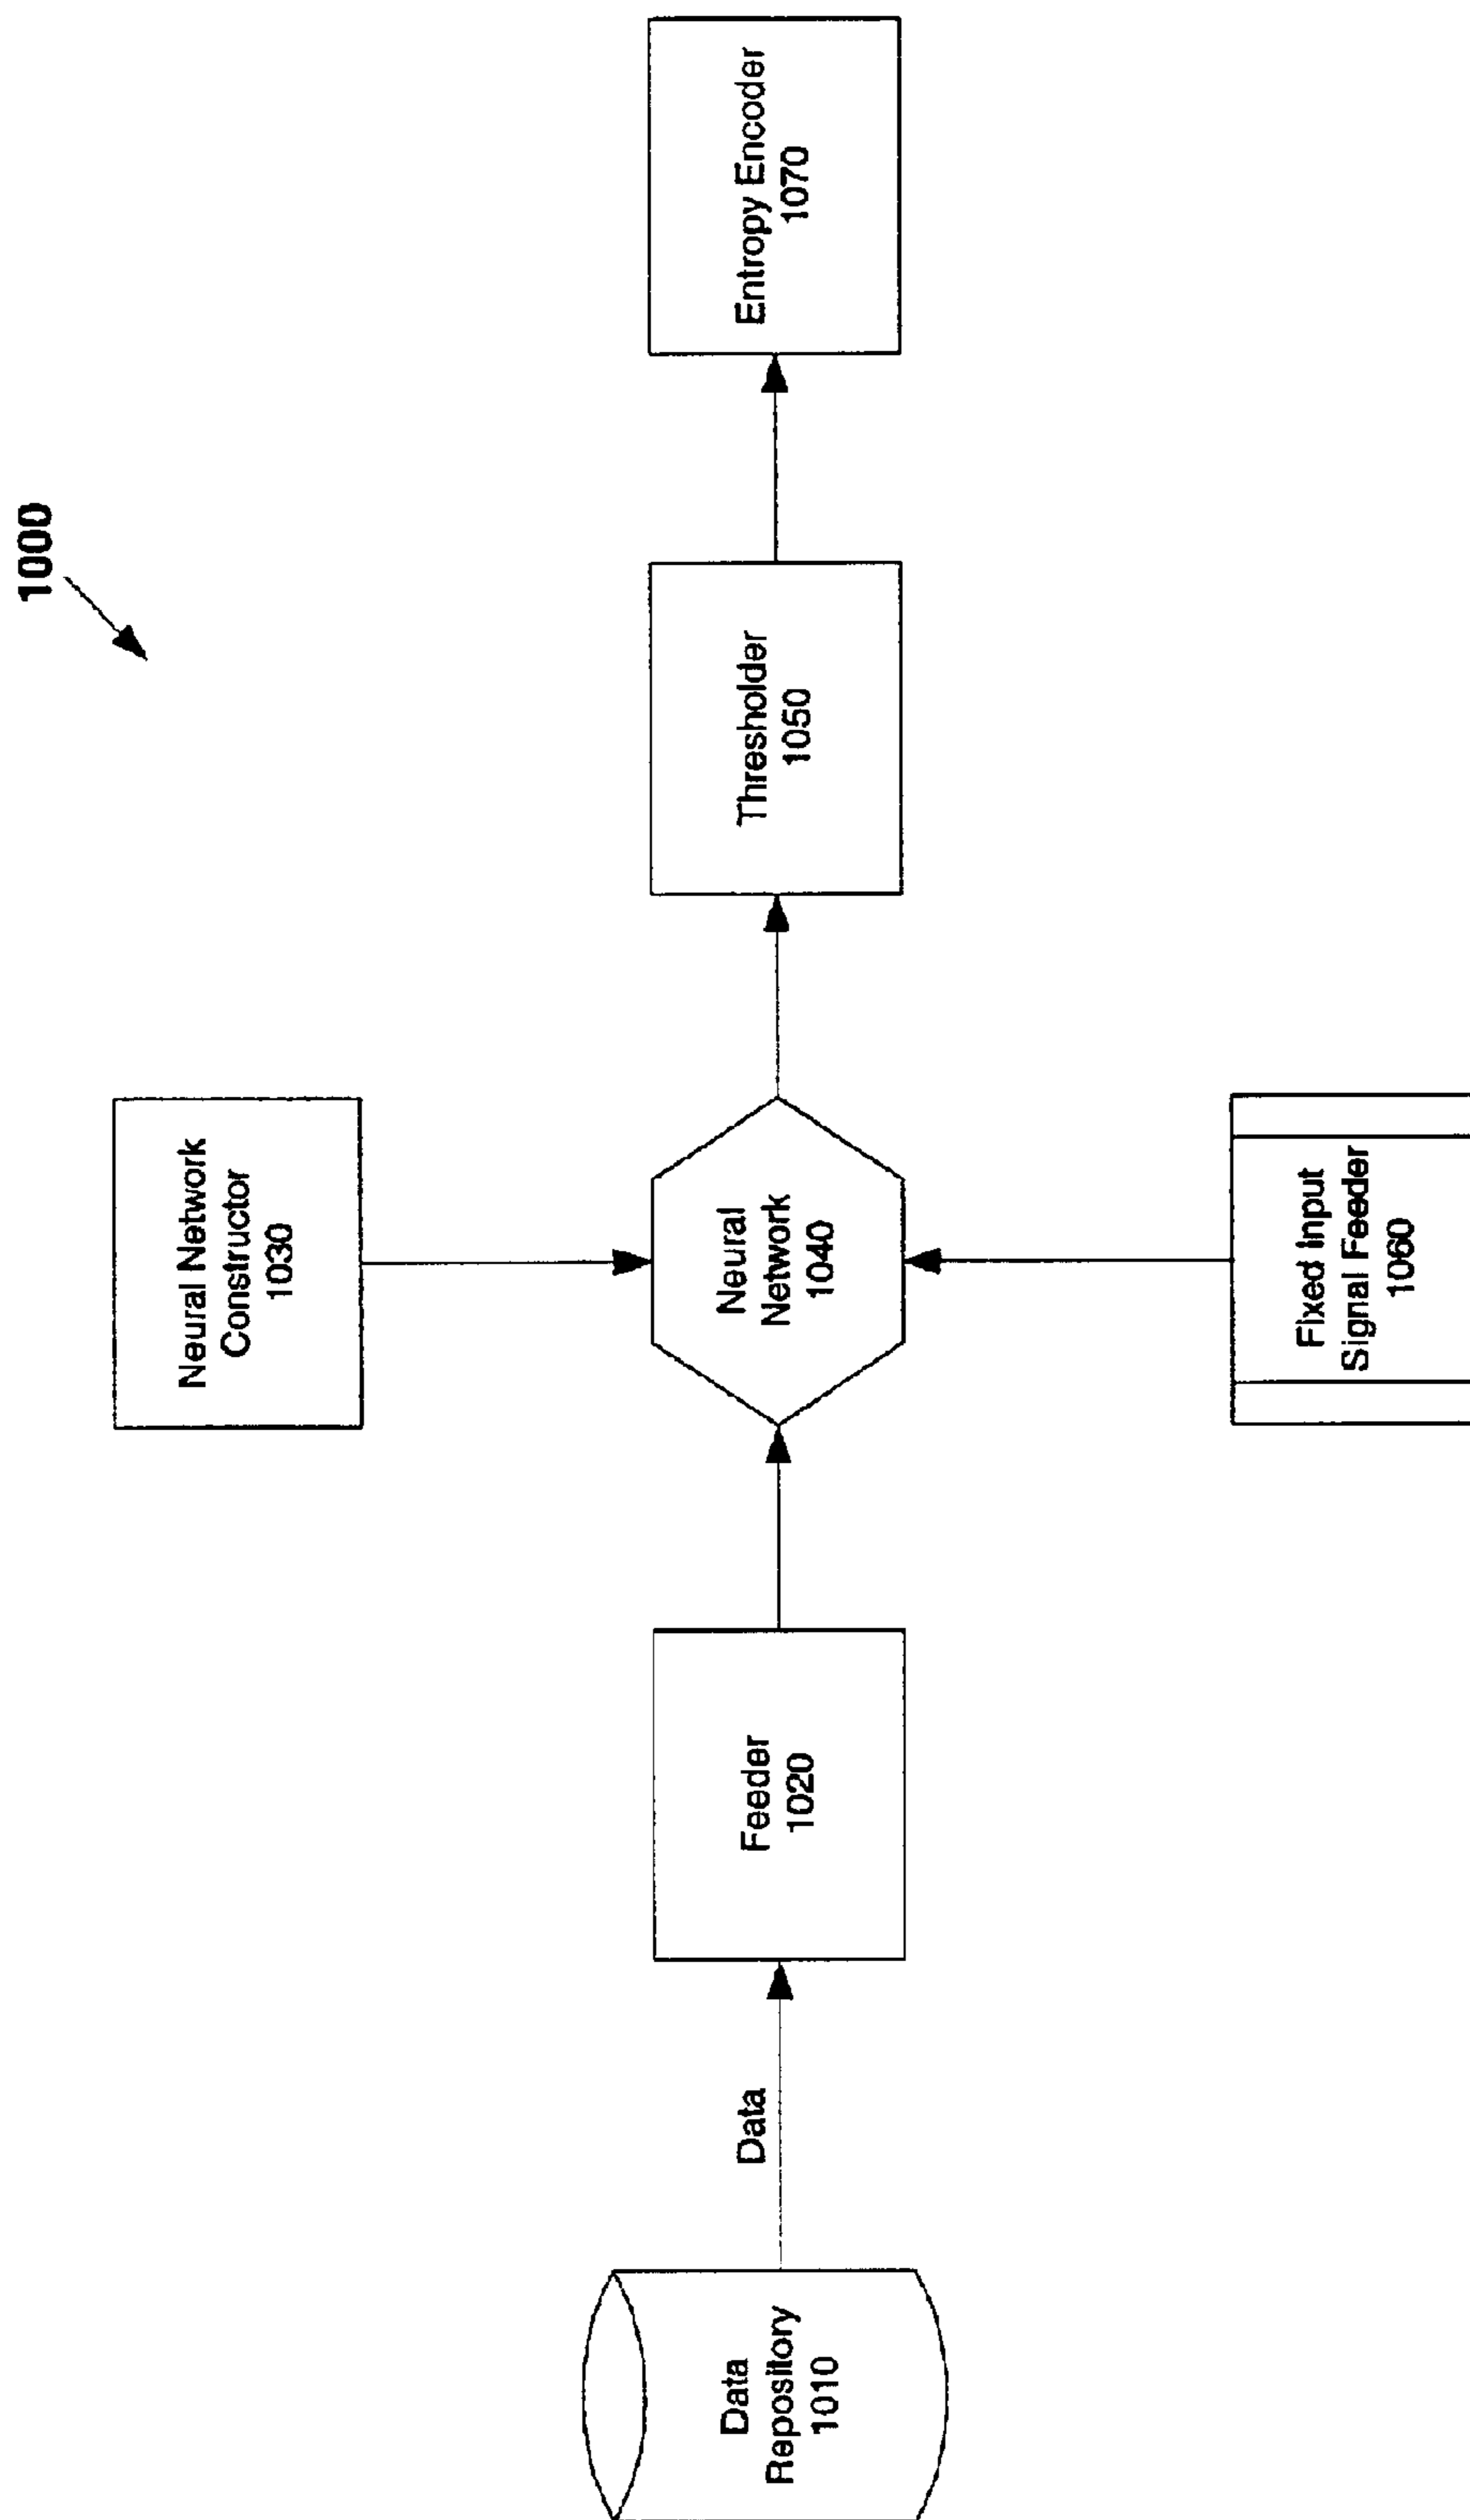 1000
Neural Network
Constructor
1030
Data
Repository
1010
Data
Feeder
1020
Neural
Network
1040
Thresholder
1050
Entropy Encoder
1070
Fixed input
Signal Feeder
1060